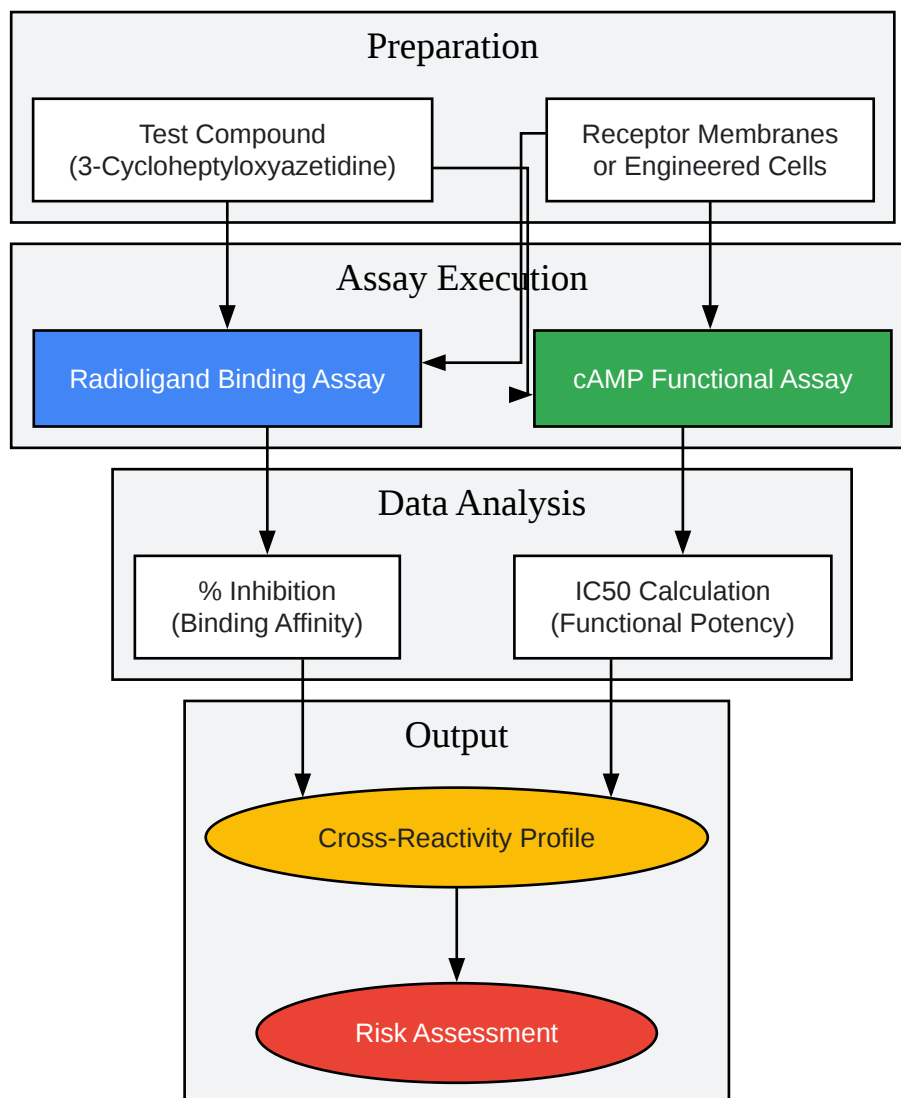 Preparation
Test Compound
(3-Cycloheptyloxyazetidine)
Receptor Membranes
or Engineered Cells
Assay Execution
Radioligand Binding Assay
cAMP Functional Assay
Data Analysis
% Inhibition
(Binding Affinity)
IC50 Calculation
(Functional Potency)
Output
Cross-Reactivity Profile
Risk Assessment